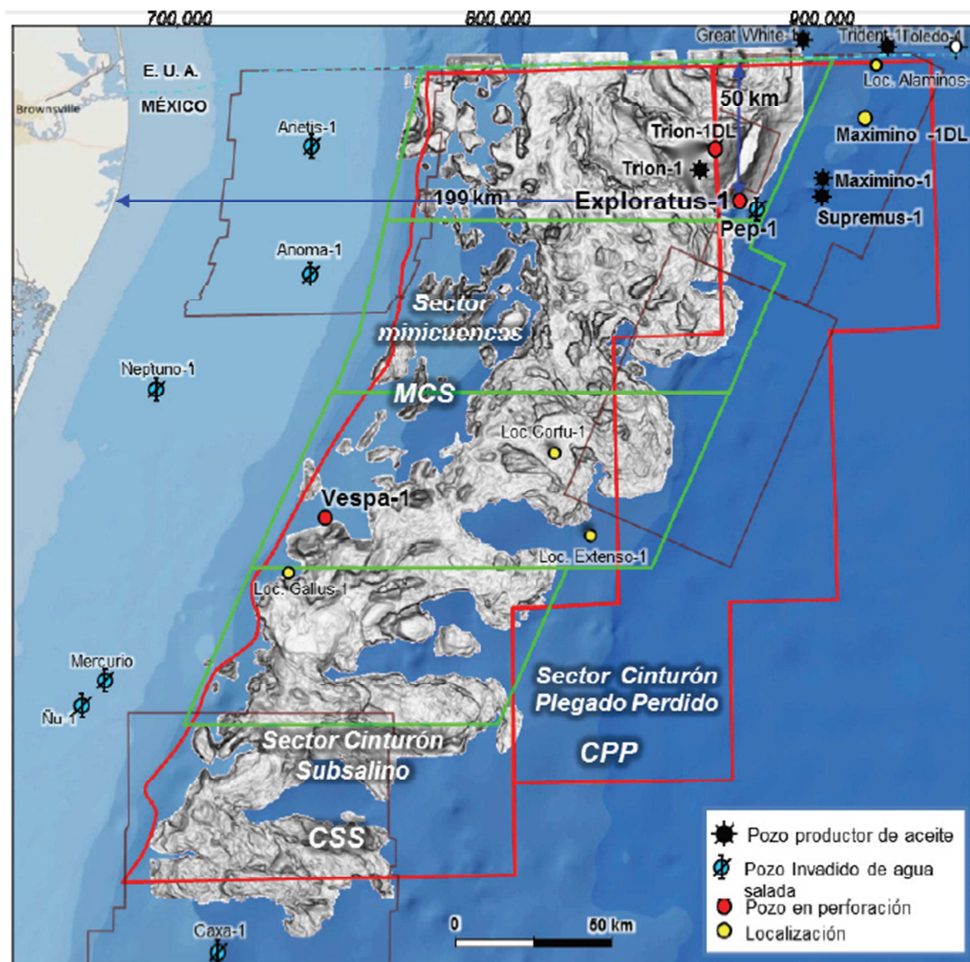 700,000
800,000
900,000
Great White-1
Trident-1
Toledo-1
E. U. A.
Loc. Alaminos-
Brownsville
MÉXICO
50 km
Arietis-1
Trion-1DL
Maximino -1DL
Trion-1
Maximino-1
199 km
Exploratus-1
Supremus-1
Pep-1
Anoma-1
Sector
minicuencas
Neptuno-1
MCS
Loc. Corfu-1
Vespa-1
Loc. Extenso-1
Loc. Gallus-1
Mercurio
Ñu-1
Sector Cinturón
Plegado Perdido
CPP
Sector Cinturón
Subsalino
CSS
Pozo productor de aceite
Pozo Invadido de agua
salada
Pozo en perforación
Localización
Caxa-1
0
50 km